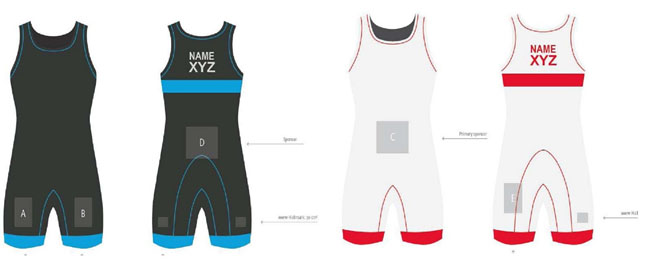 NAME
XYZ
NAME
XYZ
D
Sponsor
C
Primary sponsor
A
B
E